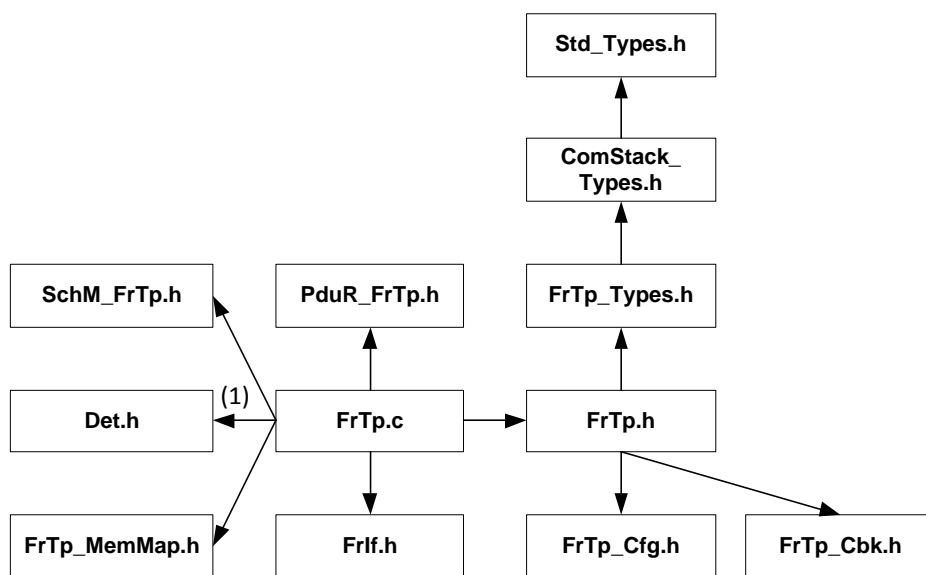 Std_Types.h
ComStack_
Types.h
SchM_FrTp.h
PduR_FrTp.h
FrTp_Types.h
Det.h
(1)
FrTp.c
FrTp.h
FrTp_MemMap.h
FrIf.h
FrTp_Cfg.h
FrTp_Cbk.h